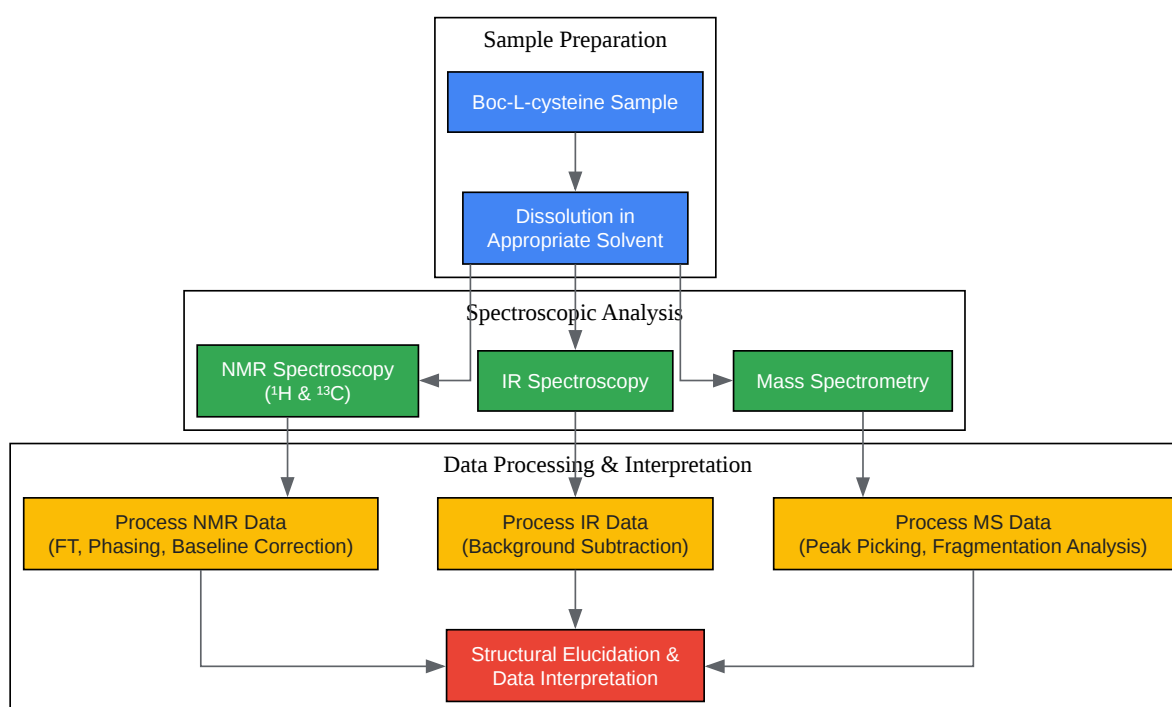 Sample Preparation
Boc-L-cysteine Sample
Dissolution in
Appropriate Solvent
Spectroscopic Analysis
NMR Spectroscopy
(¹H & ¹³C)
IR Spectroscopy
Mass Spectrometry
Data Processing & Interpretation
Process NMR Data
(FT, Phasing, Baseline Correction)
Process IR Data
(Background Subtraction)
Process MS Data
(Peak Picking, Fragmentation Analysis)
Structural Elucidation &
Data Interpretation